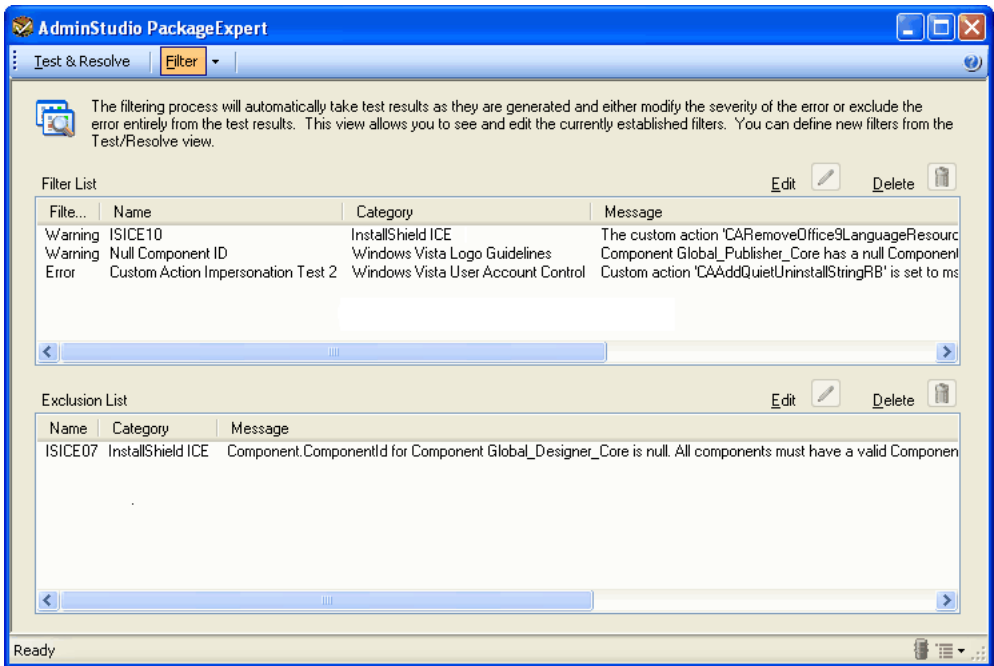 AdminStudio PackageExpert
Test & Resolve Filter
The filtering process will automatically take test results as they are generated and either modify the severity of the error or exclude the
error entirely from the test results. This view allows you to see and edit the currently established filters. You can define new filters from the
Test/Resolve view.
Filter List Edit Delete
Filte... Name Category Message
Warning ISICE10 InstallShield ICE The custom action 'CARemoveOffice9LanguageResourc
Warning Null Component ID Windows Vista Logo Guidelines Component Global_Publisher_Core has a null Component
Error Custom Action Impersonation Test 2 Windows Vista User Account Control Custom action 'CAAddQuietUninstallStringRB' is set to ms
Exclusion List Edit Delete
Name Category Message
ISICE07 InstallShield ICE Component.ComponentId for Component Global_Designer_Core is null. All components must have a valid Componen
Ready